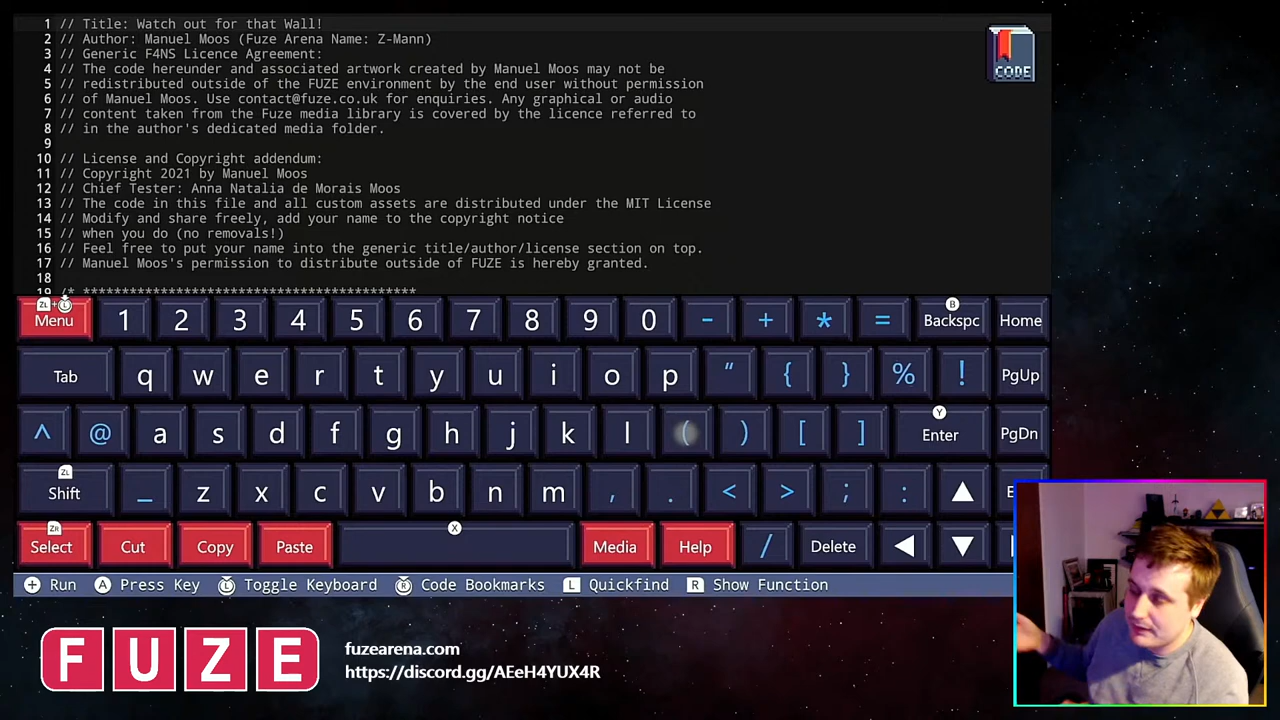 1 // Title: Watch out for that Wall!
2 // Author: Manuel Moos (Fuze Arena Name: Z-Mann)
3 // Generic F4NS Licence Agreement:
4 // The code hereunder and associated artwork created by Manuel Moos may not be
5 // redistributed outside of the FUZE environment by the end user without permission
6 // of Manuel Moos. Use contact@fuze.co.uk for enquiries. Any graphical or audio
7 // content taken from the Fuze media library is covered by the licence referred to
8 // in the author's dedicated media folder.
9
10 // License and Copyright addendum:
11 // Copyright 2021 by Manuel Moos
12 // Chief Tester: Anna Natalia de Morais Moos
13 // The code in this file and all custom assets are distributed under the MIT License
14 // Modify and share freely, add your name to the copyright notice
15 // when you do (no removals!)
16 // Feel free to put your name into the generic title/author/license section on top.
17 // Manuel Moos's permission to distribute outside of FUZE is hereby granted.
18
19 /* *******************************************
CODE
ZL + L B
Menu 1 2 3 4 5 6 7 8 9 0 - + * = Backspc Home
Tab q w e r t y u i o p " { } % ! PgUp
Y
^ @ a s d f g h j k l ( ) [ ] Enter PgDn
ZL
Shift _ z x c v b n m , . < > ; : ▲
ZR X
Select Cut Copy Paste Media Help / Delete ◀ ▼
+ Run A Press Key L Toggle Keyboard R Code Bookmarks L Quickfind R Show Function
FUZE
fuzearena.com
https://discord.gg/AEeH4YUX4R